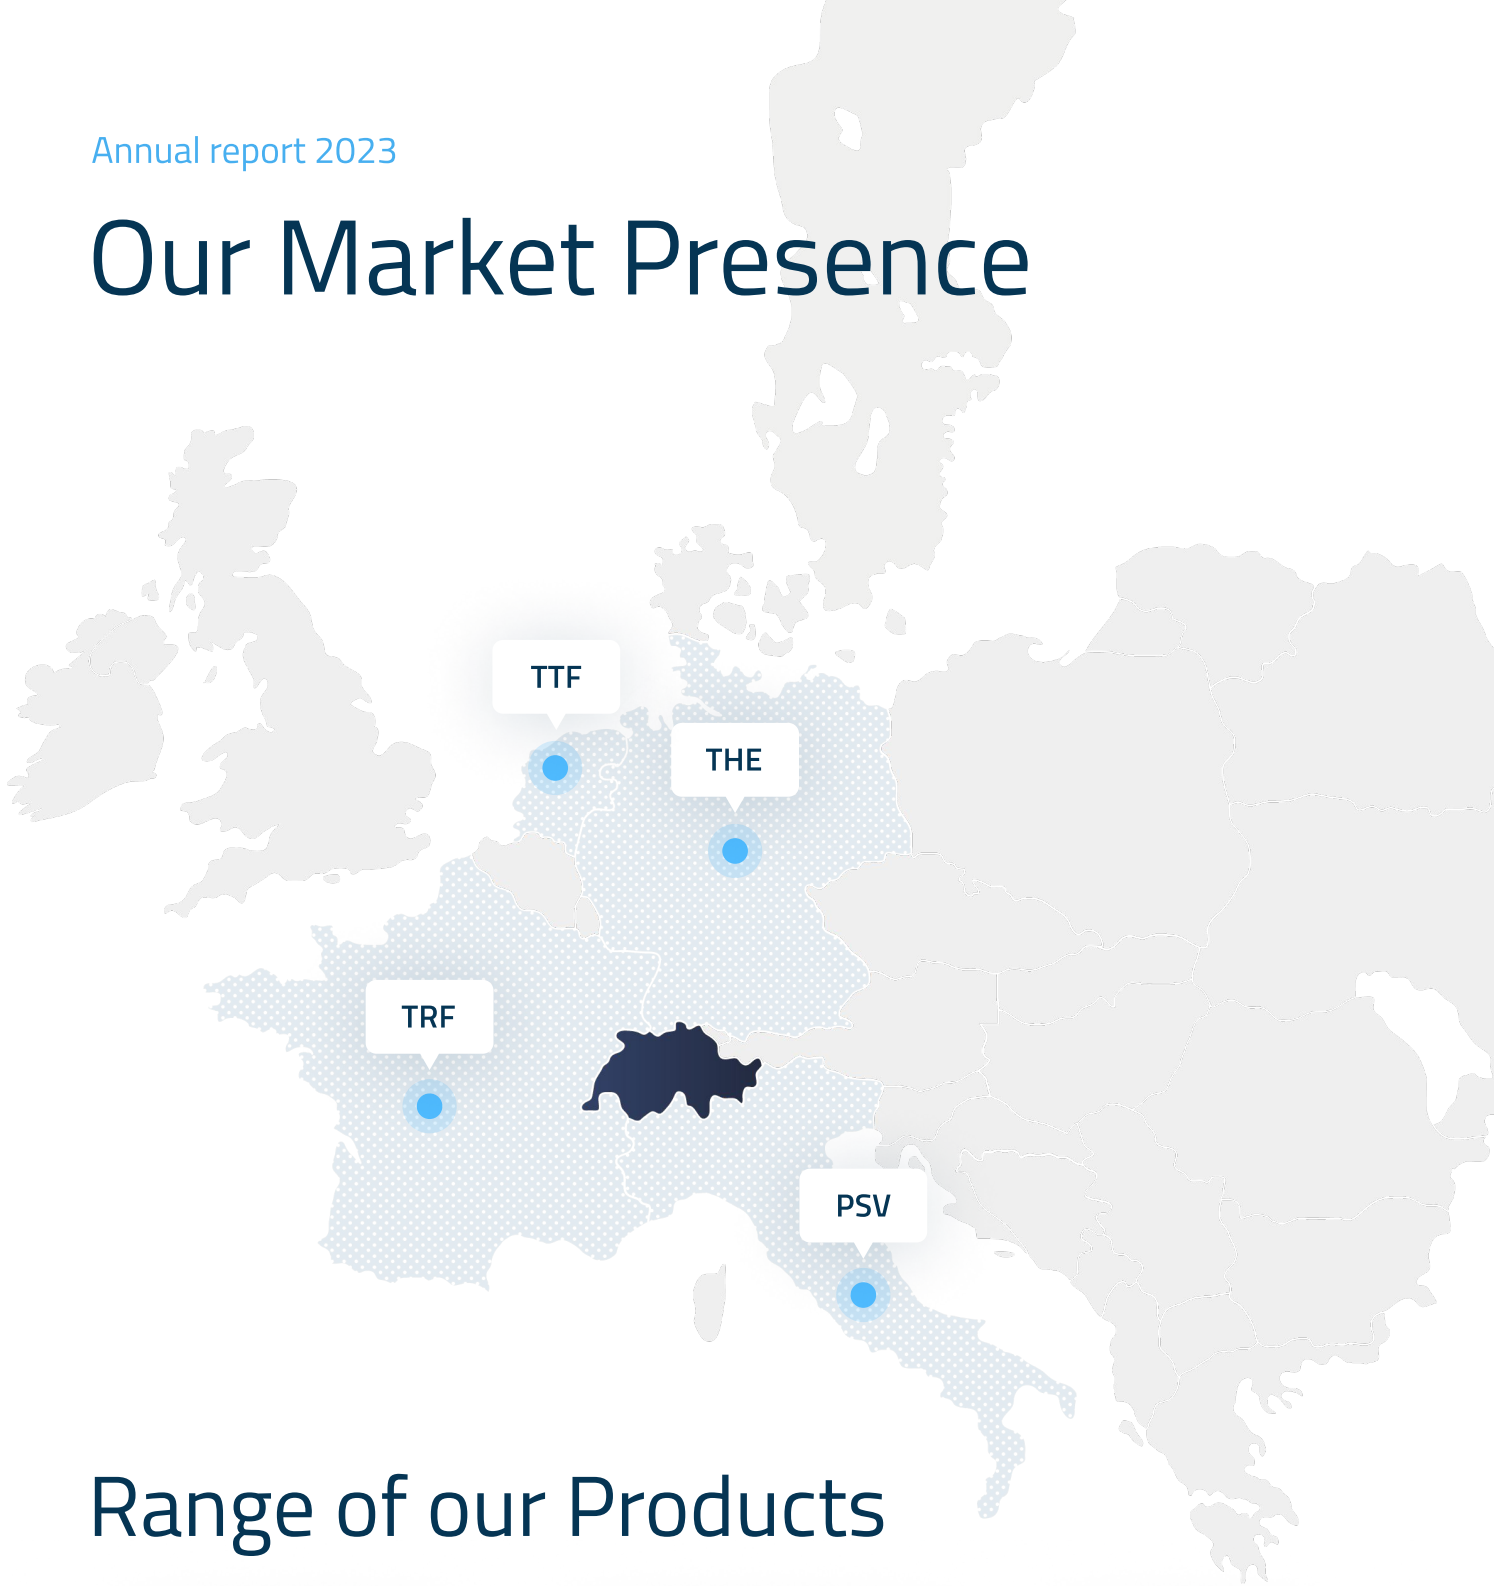 Annual report 2023
Our Market Presence
TTF
THE
TRF
PSV
Range of our Products